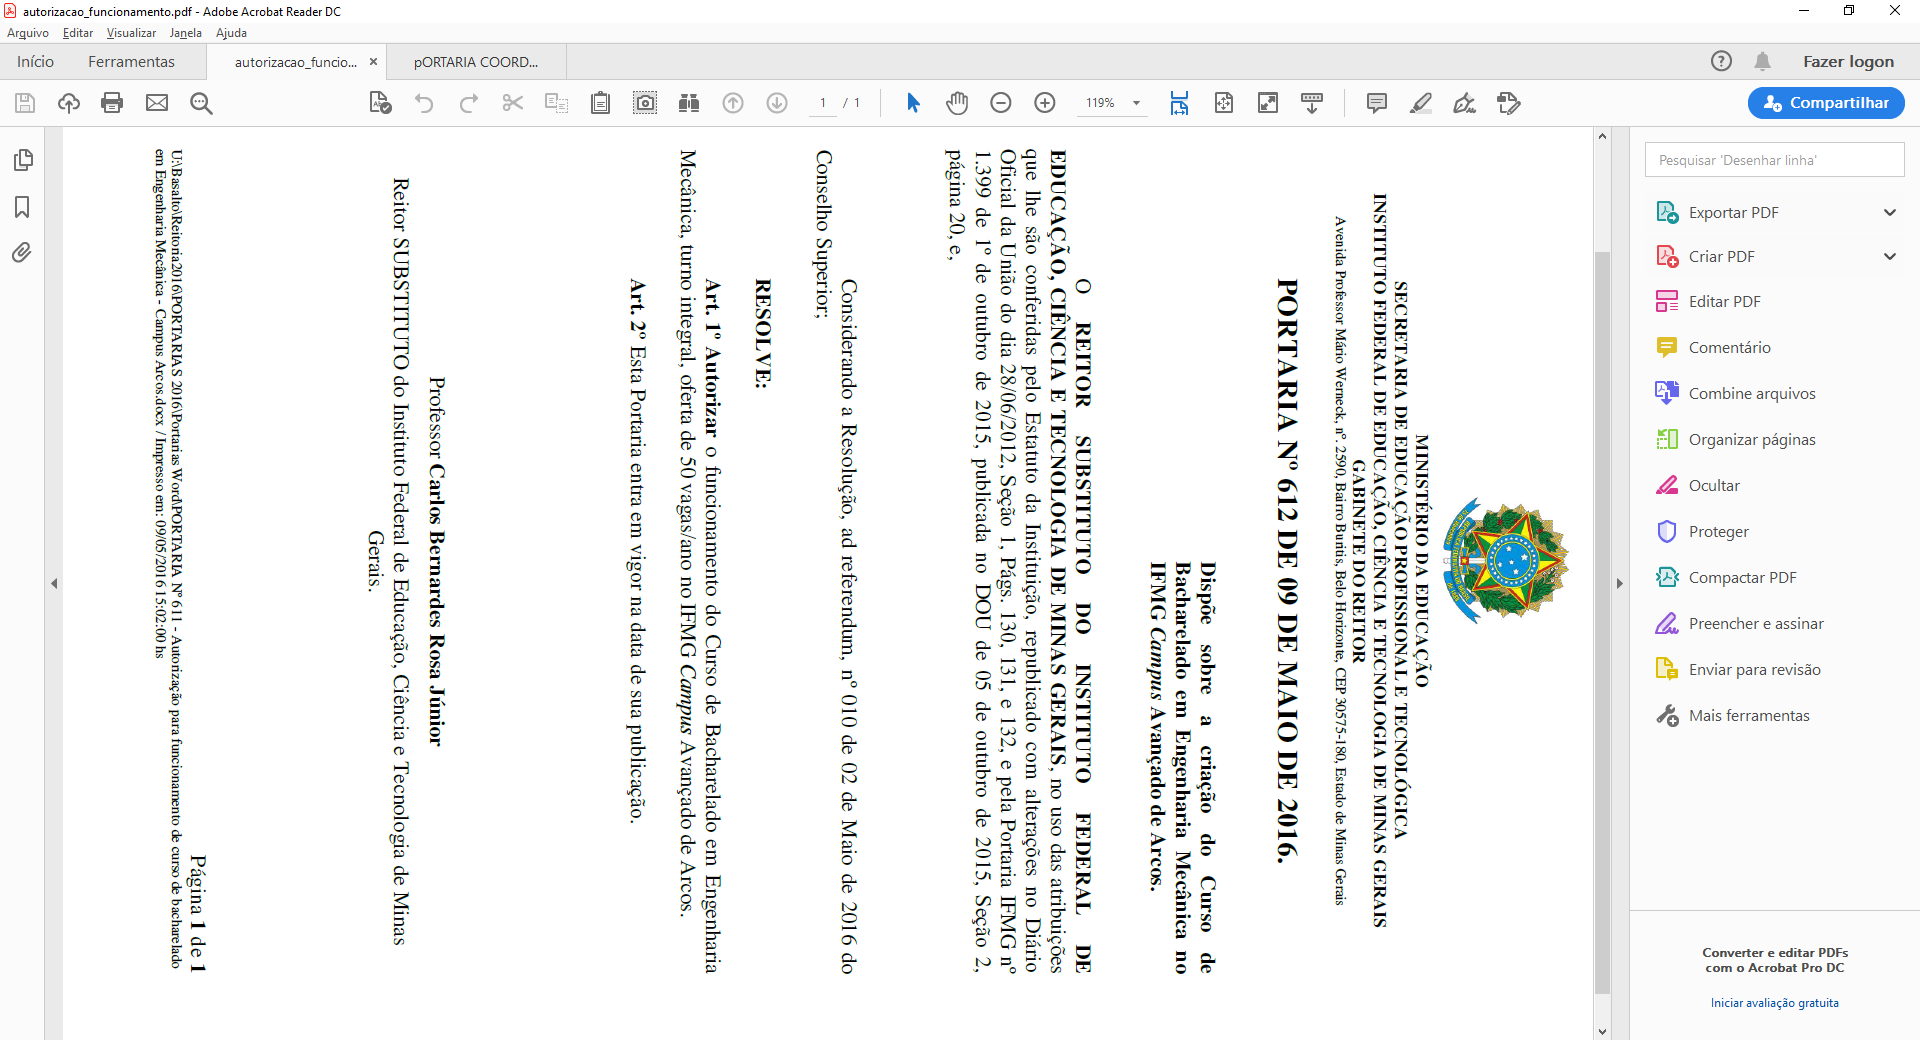 autorizacao_funcionamento.pdf - Adobe Acrobat Reader DC
Arquivo Editar Visualizar Janela Ajuda
Início Ferramentas autorizacao_funcio... × pORTARIA COORD... Fazer logon
1 / 1 119% Compartilhar
MINISTÉRIO DA EDUCAÇÃO
SECRETARIA DE EDUCAÇÃO PROFISSIONAL E TECNOLÓGICA
INSTITUTO FEDERAL DE EDUCAÇÃO, CIÊNCIA E TECNOLOGIA DE MINAS GERAIS
GABINETE DO REITOR
Avenida Professor Mário Werneck, nº. 2590, Bairro Buritis, Belo Horizonte, CEP 30575-180, Estado de Minas Gerais
PORTARIA Nº 612 DE 09 DE MAIO DE 2016.
Dispõe sobre a criação do Curso de
Bacharelado em Engenharia Mecânica no
IFMG Campus Avançado de Arcos.
O REITOR SUBSTITUTO DO INSTITUTO FEDERAL DE
EDUCAÇÃO, CIÊNCIA E TECNOLOGIA DE MINAS GERAIS, no uso das atribuições
que lhe são conferidas pelo Estatuto da Instituição, republicado com alterações no Diário
Oficial da União do dia 28/06/2012, Seção 1, Págs. 130, 131, e 132, e pela Portaria IFMG nº
1.399 de 1º de outubro de 2015, publicada no DOU de 05 de outubro de 2015, Seção 2,
página 20, e,
Considerando a Resolução, ad referendum, nº 010 de 02 de Maio de 2016 do
Conselho Superior;
RESOLVE:
Art. 1º Autorizar o funcionamento do Curso de Bacharelado em Engenharia
Mecânica, turno integral, oferta de 50 vagas/ano no IFMG Campus Avançado de Arcos.
Art. 2º Esta Portaria entra em vigor na data de sua publicação.
Professor Carlos Bernardes Rosa Júnior
Reitor SUBSTITUTO do Instituto Federal de Educação, Ciência e Tecnologia de Minas
Gerais.
Página 1 de 1
U:\Basalto\Reitoria2016\PORTARIAS 2016\Portarias Word\PORTARIA Nº 611 - Autorização para funcionamento de curso de bacharelado
em Engenharia Mecânica - Campus Arcos.docx / Impresso em: 09/05/2016 15:02:00 hs
Pesquisar 'Desenhar linha'
Exportar PDF
Criar PDF
Editar PDF
Comentário
Combine arquivos
Organizar páginas
Ocultar
Proteger
Compactar PDF
Preencher e assinar
Enviar para revisão
Mais ferramentas
Converter e editar PDFs
com o Acrobat Pro DC
Iniciar avaliação gratuita